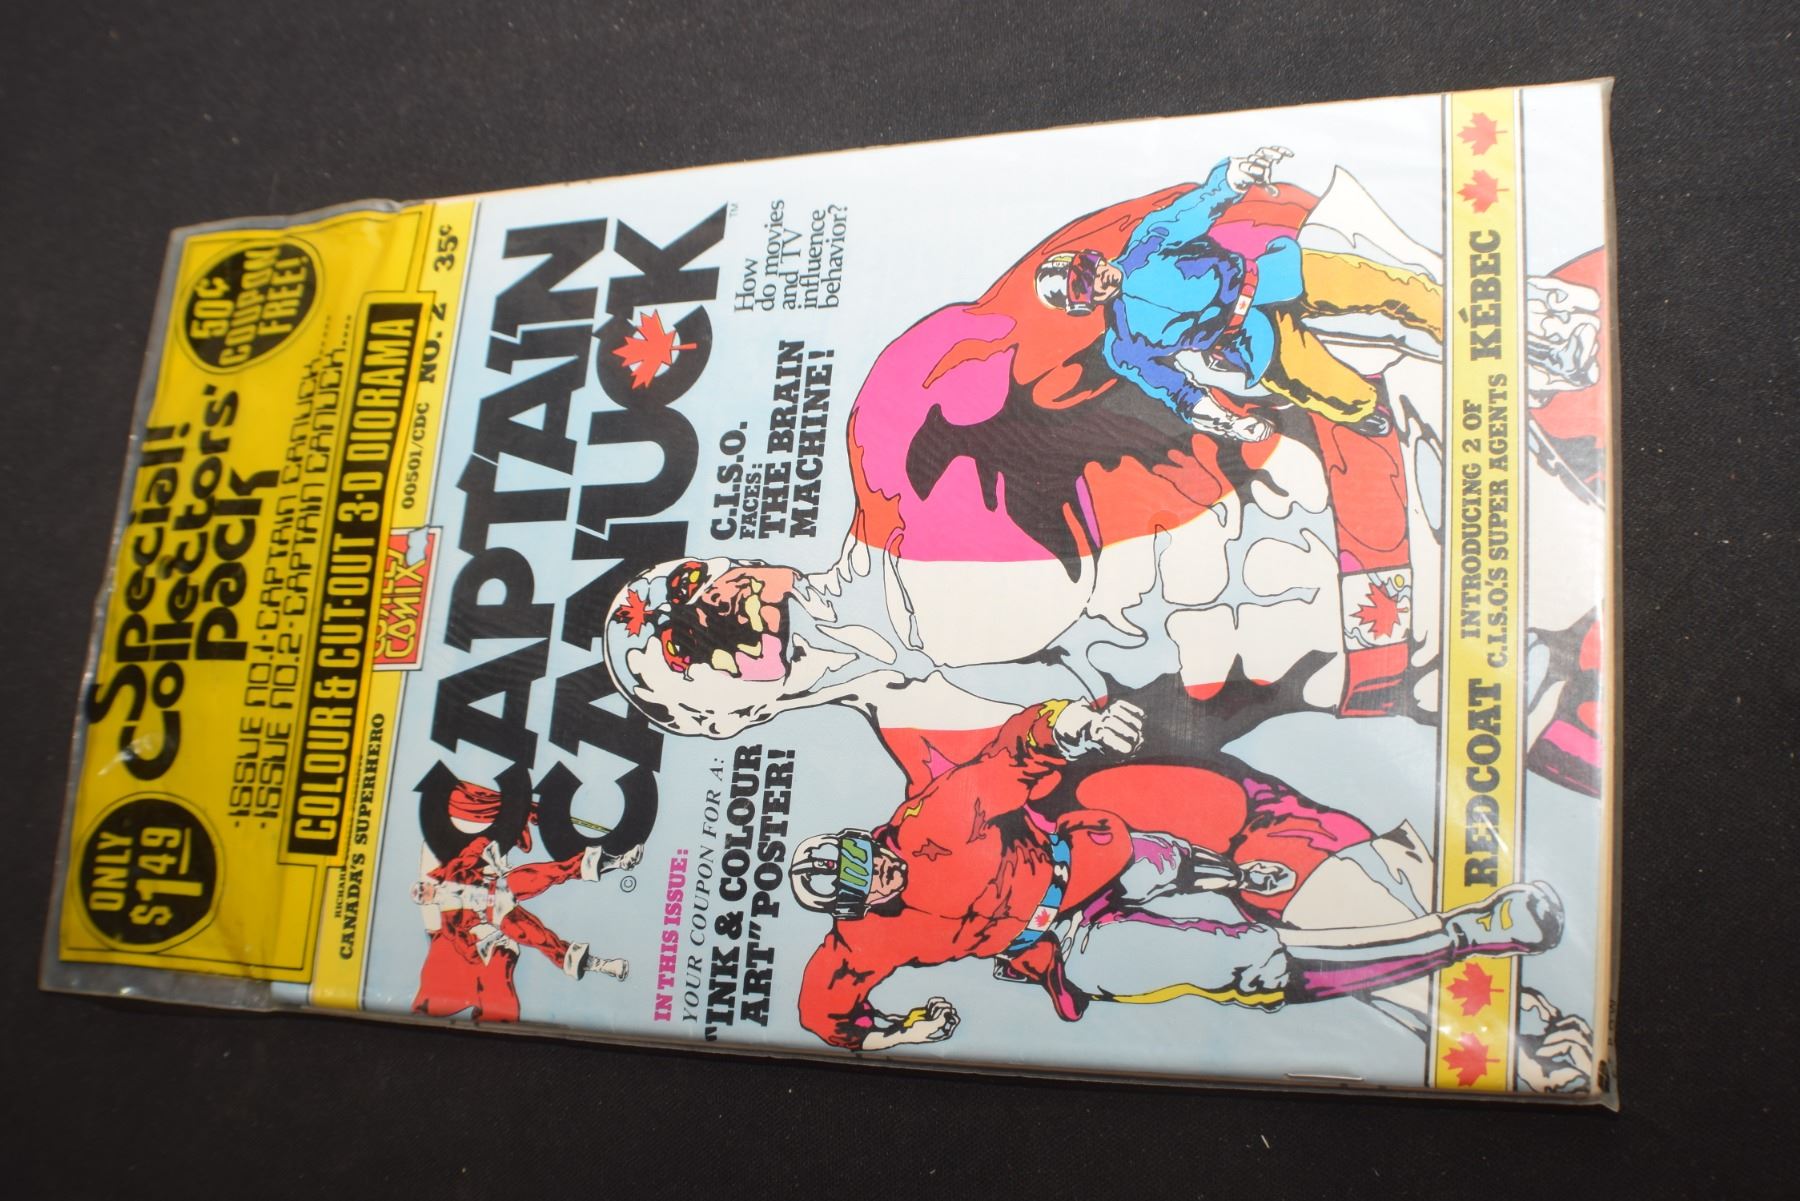 ONLY
$1.49
Special!
Collectors'
Pack
50¢
COUPON
FREE!
-ISSUE NO.1-CAPTAIN CANUCK.....
-ISSUE NO.2-CAPTAIN CANUCK.....
COLOUR & CUT-OUT 3-D DIORAMA
CANADA'S SUPERHERO
COMELY
COMIX
00501/CDC NO. 2 35¢
CAPTAIN
CANUCK
TM
©
IN THIS ISSUE:
YOUR COUPON FOR A:
"INK & COLOUR
ART" POSTER!
C.I.S.O.
FACES:
THE BRAIN
MACHINE!
How
do movies
and TV
influence
behavior?
REDCOAT
INTRODUCING 2 OF
C.I.S.O.'S SUPER AGENTS
KÉBEC